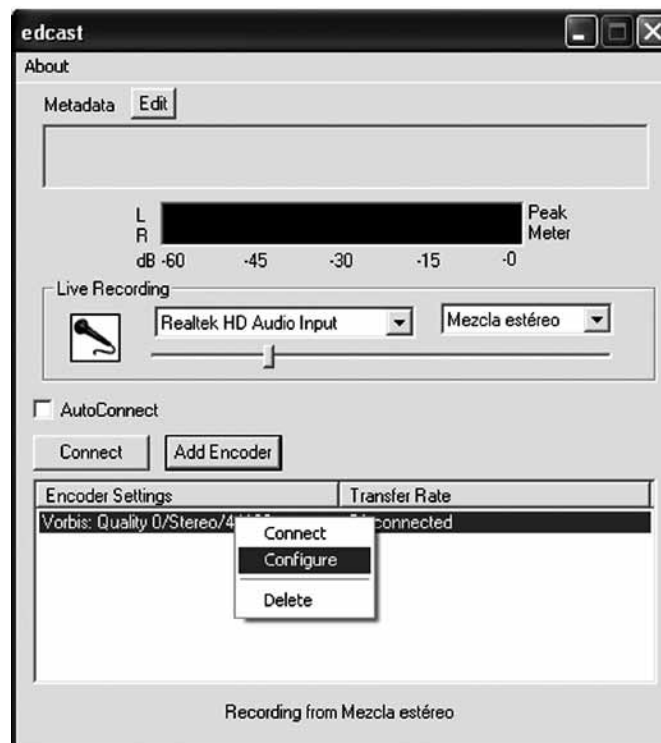 edcast
About
Metadata Edit
L
R
Peak
Meter
dB -60 -45 -30 -15 -0
Live Recording
Realtek HD Audio Input Mezcla estéreo
AutoConnect
Connect Add Encoder
Encoder Settings Transfer Rate
Vorbis: Quality 0/Stereo/4
Connect
Configure
Delete
Recording from Mezcla estéreo